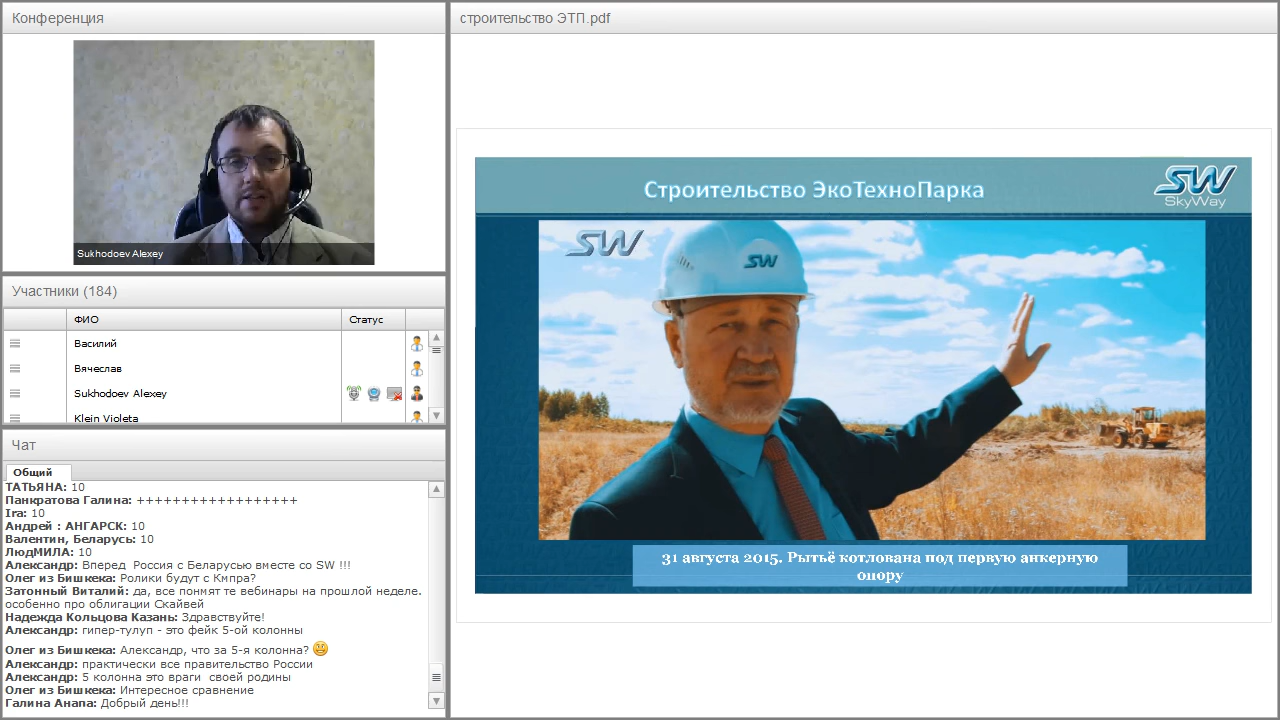 Конференция
Sukhodoev Alexey
Участники (184)
ФИО
Статус
Василий
Вячеслав
Sukhodoev Alexey
Klein Violeta
Чат
Общий
ТАТЬЯНА: 10
Панкратова Галина: ++++++++++++++++++
Ira: 10
Андрей : АНГАРСК: 10
Валентин, Беларусь: 10
ЛюдМИЛА: 10
Александр: Вперед Россия с Беларусью вместе со SW !!!
Олег из Бишкека: Ролики будут с Кмпра?
Затонный Виталий: да, все помят те вебинары на прошлой неделе.
особенно про облигации Скайвей
Надежда Кольцова Казань: Здравствуйте!
Александр: гипер-тулуп - это фейк 5-ой колонны
Олег из Бишкека: Александр, что за 5-я колонна?
Александр: практически все правительство России
Александр: 5 колонна это враги своей родины
Олег из Бишкека: Интересное сравнение
Галина Анапа: Добрый день!!!
строительство ЭТП.pdf
Строительство ЭкоТехноПарка
SW
SkyWay
SW
SW
31 августа 2015. Рытьё котлована под первую анкерную
опору